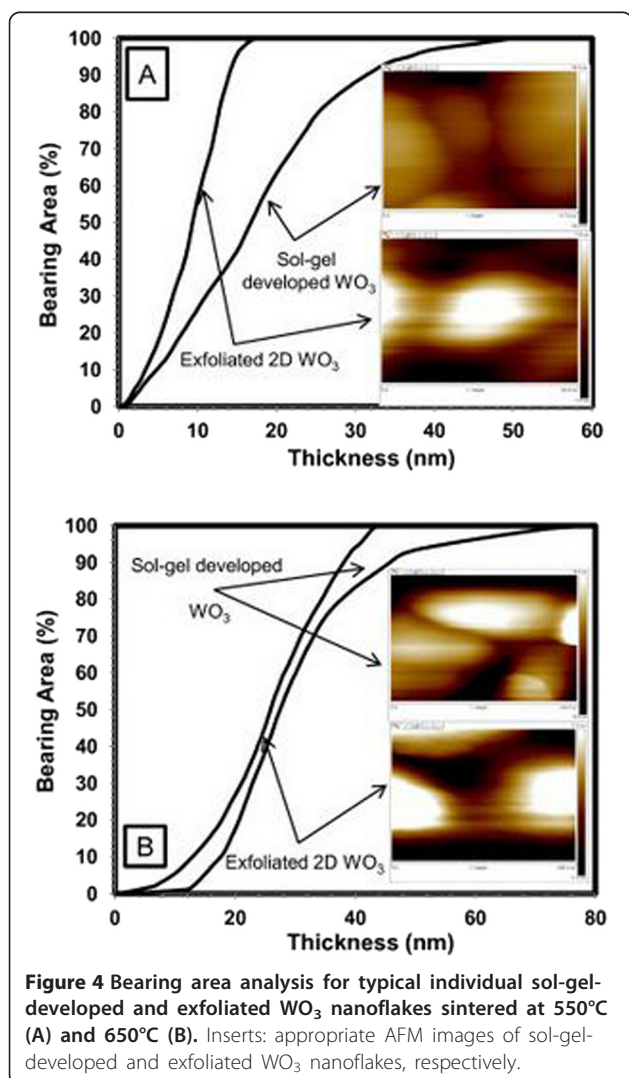 A
Bearing Area (%)
100
90
80
70
60
50
40
30
20
10
0
Sol-gel
developed WO₃
Exfoliated 2D WO₃
0 10 20 30 40 50 60
Thickness (nm)
B
Bearing Area (%)
100
90
80
70
60
50
40
30
20
10
0
Sol-gel developed
WO₃
Exfoliated 2D WO₃
0 20 40 60 80
Thickness (nm)
Figure 4 Bearing area analysis for typical individual sol-gel-
developed and exfoliated WO₃ nanoflakes sintered at 550°C
(A) and 650°C (B). Inserts: appropriate AFM images of sol-gel-
developed and exfoliated WO₃ nanoflakes, respectively.